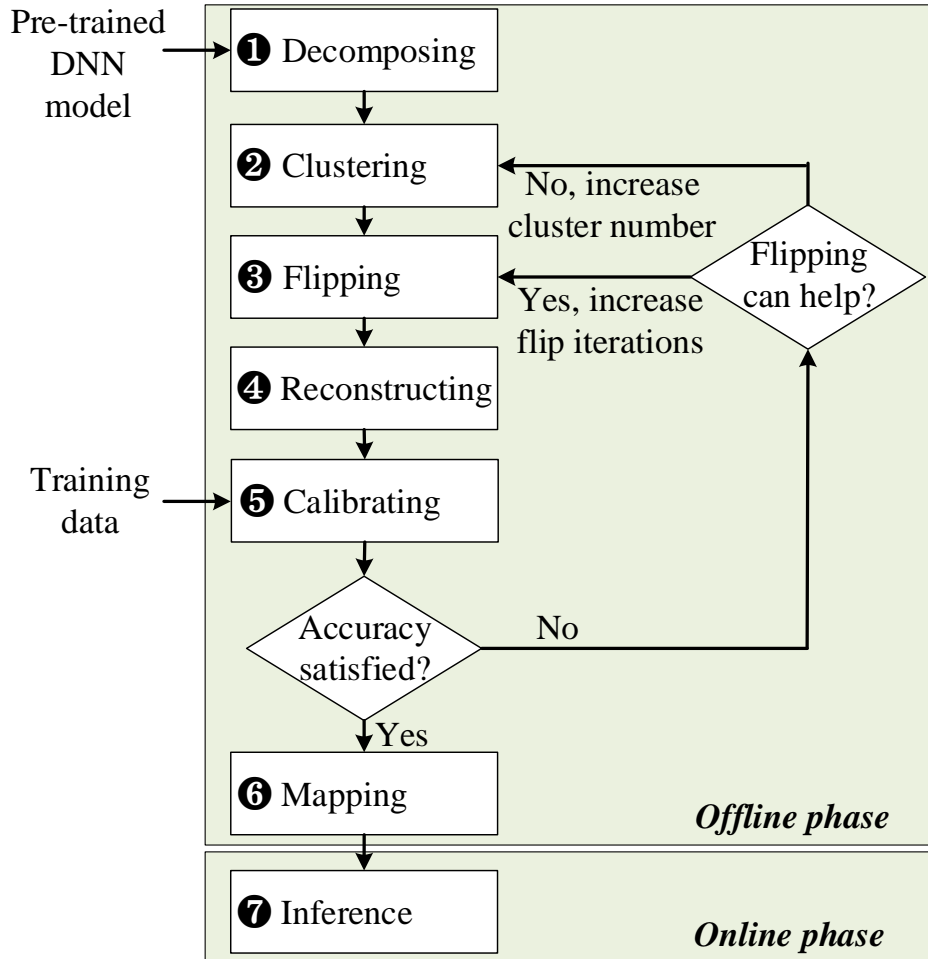 Pre-trained
DNN
model
❶ Decomposing
❷ Clustering
No, increase
cluster number
Flipping
can help?
❸ Flipping
Yes, increase
flip iterations
❹ Reconstructing
Training
data
❺ Calibrating
Accuracy
satisfied?
No
Yes
❻ Mapping
Offline phase
❼ Inference
Online phase